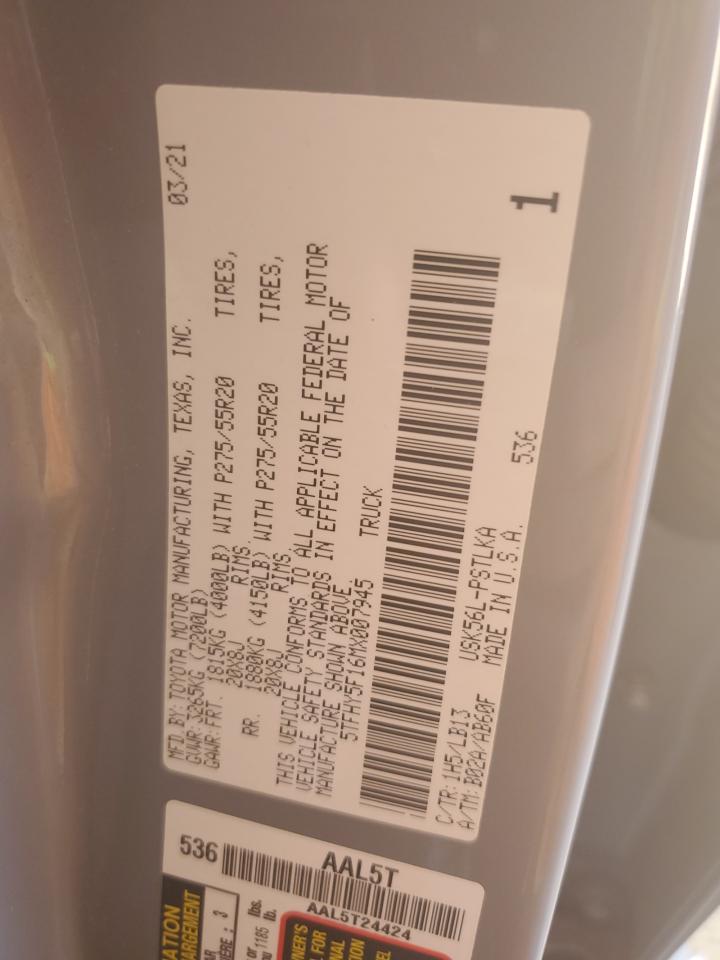 MFD. BY: TOYOTA MOTOR MANUFACTURING, TEXAS, INC. 03/21
GVWR: 3265KG (7200LB)
GAWR: FRT. 1815KG (4000LB) WITH P275/55R20 TIRES,
20X8J RIMS.
RR. 1880KG (4150LB) WITH P275/55R20 TIRES,
20X8J RIMS.
THIS VEHICLE CONFORMS TO ALL APPLICABLE FEDERAL MOTOR
VEHICLE SAFETY STANDARDS IN EFFECT ON THE DATE OF
MANUFACTURE SHOWN ABOVE.
5TFHY5F16MX007945 TRUCK
1
C/TR: 1H5/LB13 USK56L-PSTLKA 536
A/TM: B02A/AB60F MADE IN U.S.A.
536
AAL5T
AAL5T24424